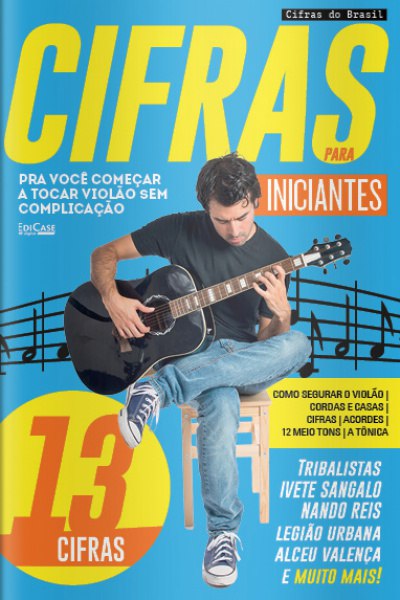 Cifras do Brasil
CIFRAS
PARA
INICIANTES
PRA VOCÊ COMEÇAR
A TOCAR VIOLÃO SEM
COMPLICAÇÃO
EDICASE
COMO SEGURAR O VIOLÃO |
CORDAS E CASAS
CIFRAS | ACORDES |
12 MEIO TONS | A TÔNICA
13
CIFRAS
TRIBALISTAS
IVETE SANGALO
NANDO REIS
LEGIÃO URBANA
ALCEU VALENÇA
E MUITO MAIS!